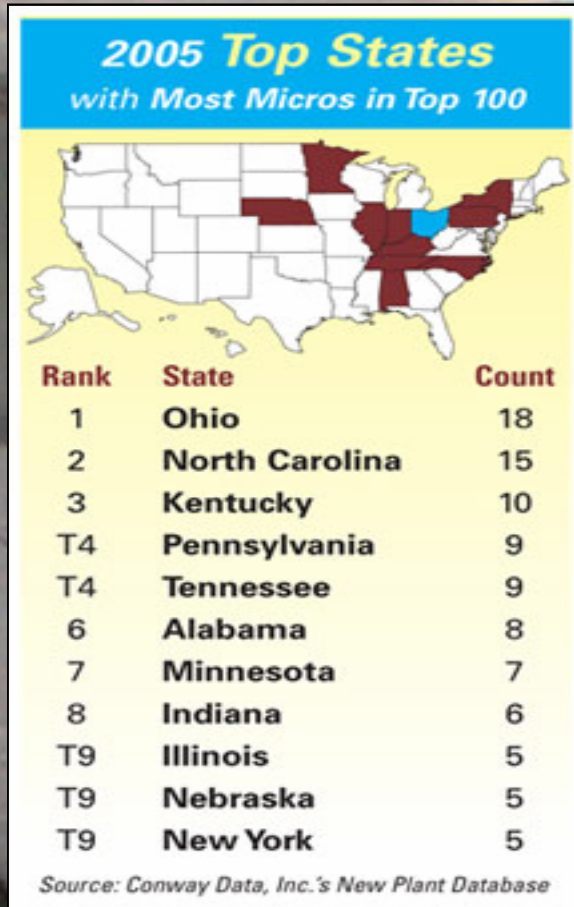 2005 Top States
with Most Micros in Top 100
Rank State Count
1 Ohio 18
2 North Carolina 15
3 Kentucky 10
T4 Pennsylvania 9
T4 Tennessee 9
6 Alabama 8
7 Minnesota 7
8 Indiana 6
T9 Illinois 5
T9 Nebraska 5
T9 New York 5
Source: Conway Data, Inc.'s New Plant Database